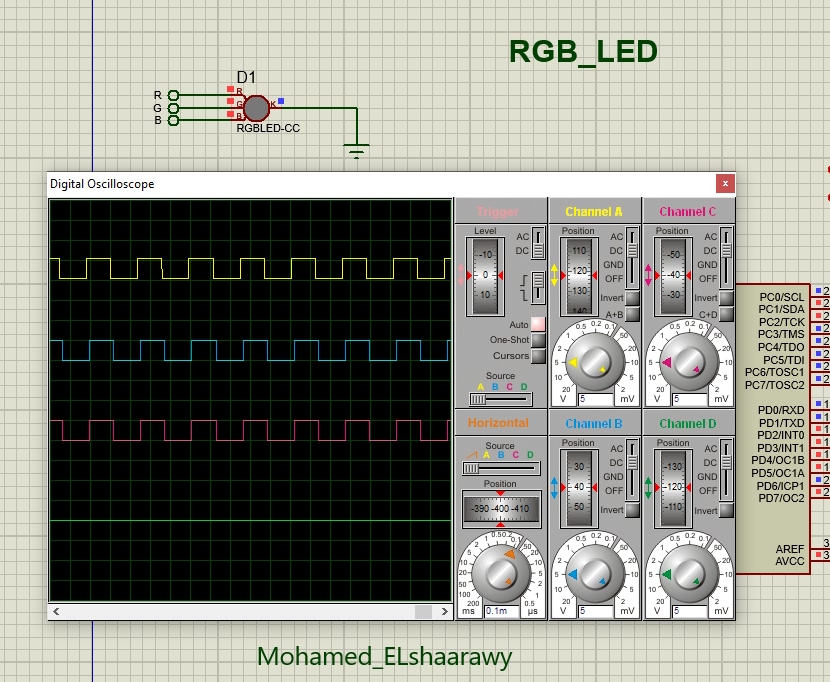 RGB_LED
D1
R
G
B
R
G
B
K
RGBLED-CC
Digital Oscilloscope
x
Trigger
Level
AC
DC
-10
0
10
Auto
One-Shot
Cursors
Source
A B C D
Channel A
Position
AC
DC
GND
OFF
110
120
130
140
Invert
A+B
V 5 mV
Channel C
Position
AC
DC
GND
OFF
-50
-40
-30
Invert
C+D
V 5 mV
Horizontal
Source
A B C D
Position
-390 -400 -410
ms 0.1m µs
Channel B
Position
AC
DC
GND
OFF
30
40
50
Invert
V 5 mV
Channel D
Position
AC
DC
GND
OFF
-130
-120
-110
Invert
V 5 mV
PC0/SCL
PC1/SDA
PC2/TCK
PC3/TMS
PC4/TDO
PC5/TDI
PC6/TOSC1
PC7/TOSC2
PD0/RXD
PD1/TXD
PD2/INT0
PD3/INT1
PD4/OC1B
PD5/OC1A
PD6/ICP1
PD7/OC2
AREF
AVCC
Mohamed_ELshaarawy